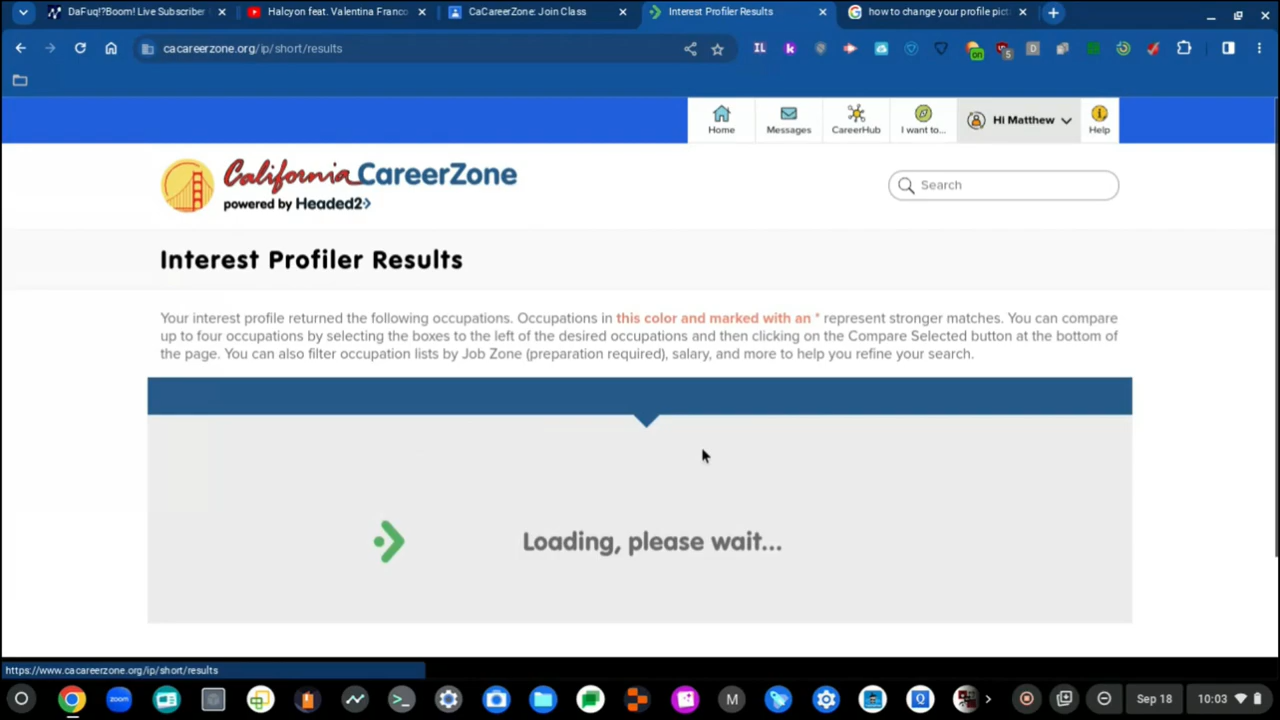 DaFuq!?Boom! Live Subscriber
Halcyon feat. Valentina Franco
CaCareerZone: Join Class
Interest Profiler Results
how to change your profile pict
cacareerzone.org/ip/short/results
Home
Messages
CareerHub
I want to...
Hi Matthew
Help
California CareerZone
powered by Headed2
Search
Interest Profiler Results
Your interest profile returned the following occupations. Occupations in this color and marked with an * represent stronger matches. You can compare
up to four occupations by selecting the boxes to the left of the desired occupations and then clicking on the Compare Selected button at the bottom of
the page. You can also filter occupation lists by Job Zone (preparation required), salary, and more to help you refine your search.
Loading, please wait...
https://www.cacareerzone.org/ip/short/results
zoom
M
Q
Sep 18
10:03